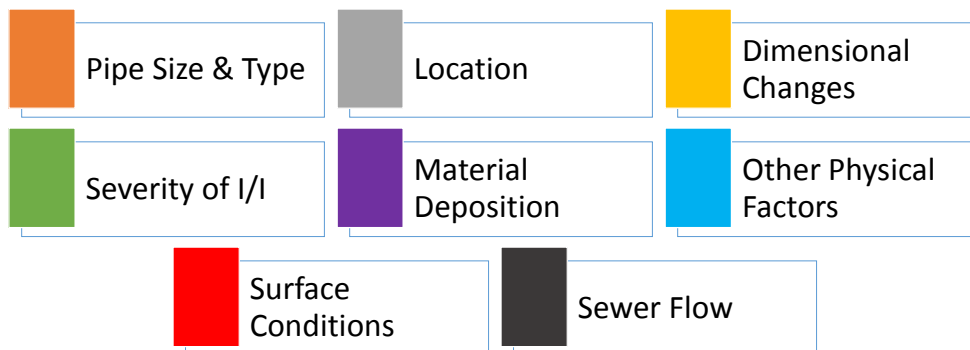 Pipe Size & Type
Location
Dimensional
Changes
Severity of I/I
Material
Deposition
Other Physical
Factors
Surface
Conditions
Sewer Flow